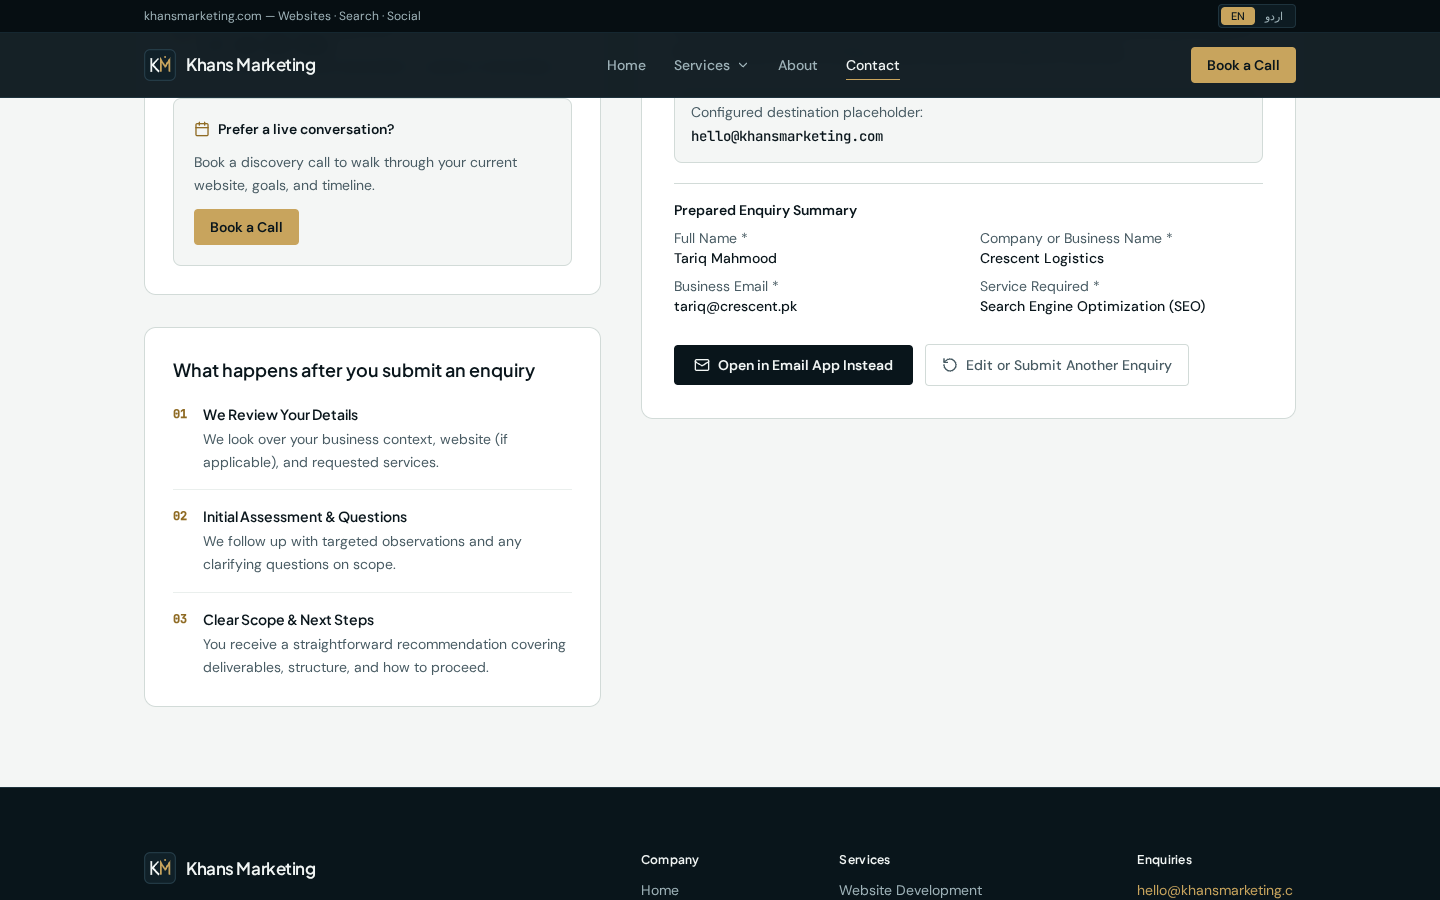 khansmarketing.com — Websites · Search · Social
EN
اردو
KM
Khans Marketing
Home
Services
About
Contact
Book a Call
Prefer a live conversation?
Book a discovery call to walk through your current
website, goals, and timeline.
Book a Call
What happens after you submit an enquiry
01
We Review Your Details
We look over your business context, website (if
applicable), and requested services.
02
Initial Assessment & Questions
We follow up with targeted observations and any
clarifying questions on scope.
03
Clear Scope & Next Steps
You receive a straightforward recommendation covering
deliverables, structure, and how to proceed.
Configured destination placeholder:
hello@khansmarketing.com
Prepared Enquiry Summary
Full Name *
Tariq Mahmood
Company or Business Name *
Crescent Logistics
Business Email *
tariq@crescent.pk
Service Required *
Search Engine Optimization (SEO)
Open in Email App Instead
Edit or Submit Another Enquiry
KM
Khans Marketing
Company
Home
Services
Website Development
Enquiries
hello@khansmarketing.c